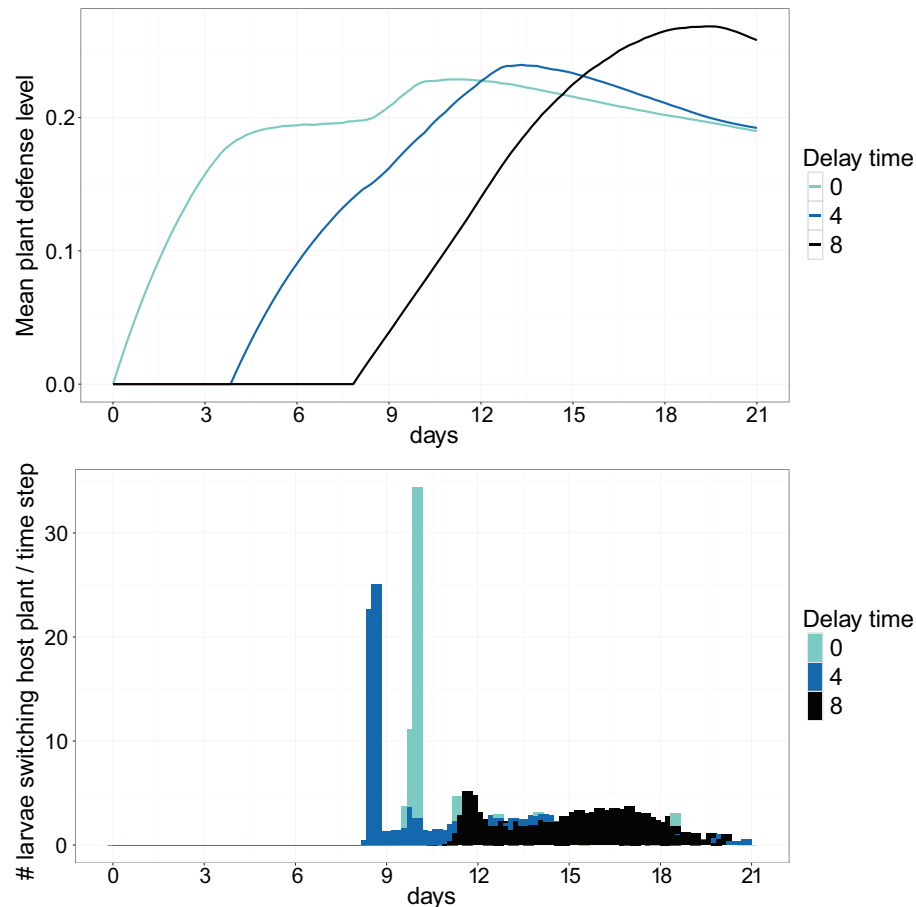 Mean plant defense level
0.2
0.1
0.0
0 3 6 9 12 15 18 21
days
Delay time
0
4
8
# larvae switching host plant / time step
30
20
10
0
0 3 6 9 12 15 18 21
days
Delay time
0
4
8